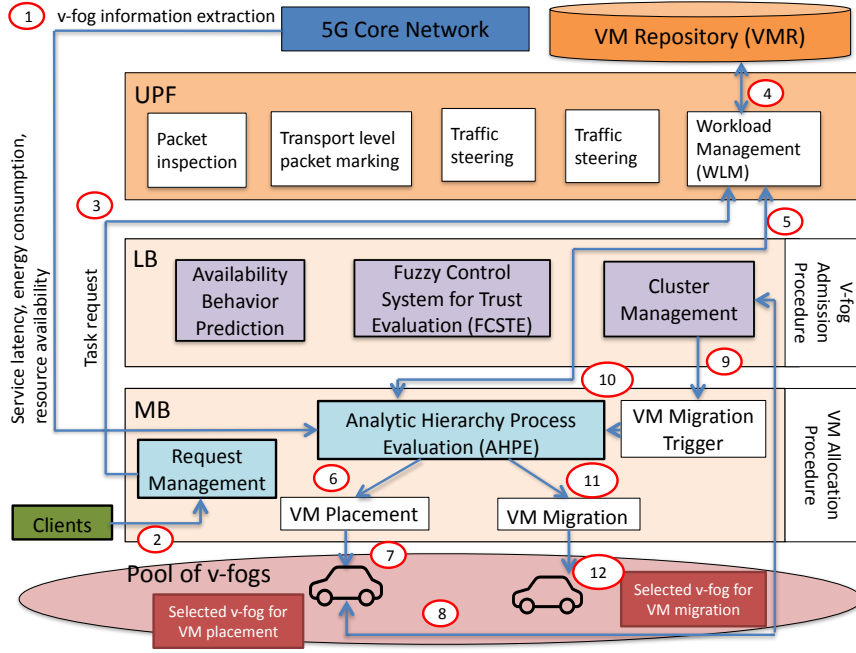 1
v-fog information extraction
5G Core Network
VM Repository (VMR)
4
UPF
Packet
inspection
Transport level
packet marking
Traffic
steering
Traffic
steering
Workload
Management
(WLM)
3
5
Service latency, energy consumption,
resource availability
Task request
LB
Availability
Behavior
Prediction
Fuzzy Control
System for Trust
Evaluation (FCSTE)
Cluster
Management
V-fog
Admission
Procedure
9
10
MB
Analytic Hierarchy Process
Evaluation (AHPE)
VM Migration
Trigger
VM Allocation
Procedure
Request
Management
6
11
Clients
2
VM Placement
VM Migration
7
12
Pool of v-fogs
Selected v-fog for
VM placement
8
Selected v-fog for
VM migration